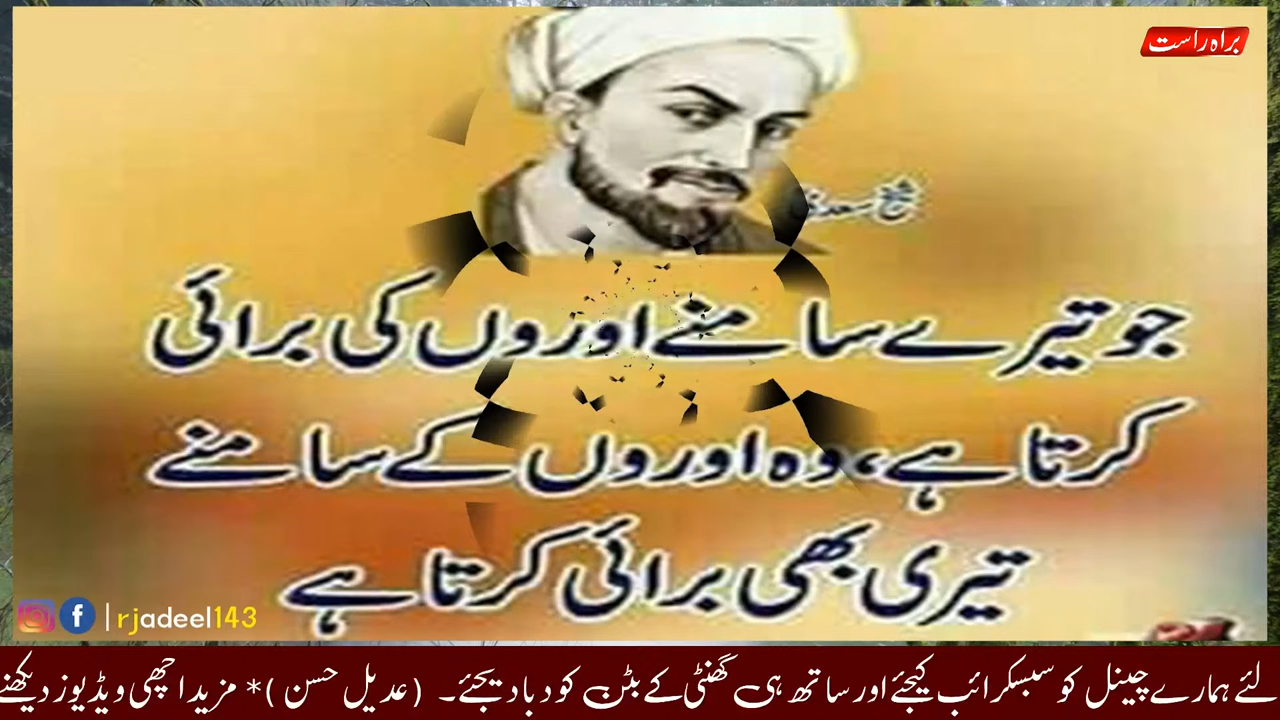 براہ راست
شیخ سعدی
جو تیرے سامنے اوروں کی برائی
کرتا ہے، وہ اوروں کے سامنے
تیری بھی برائی کرتا ہے
rjadeel143
لئے ہمارے چینل کو سبسکرائب کیجئے اور ساتھ ہی گھنٹی کے بٹن کو دبا دیجئے۔ (عدیل حسن )* مزید اچھی ویڈیوز دیکھنے